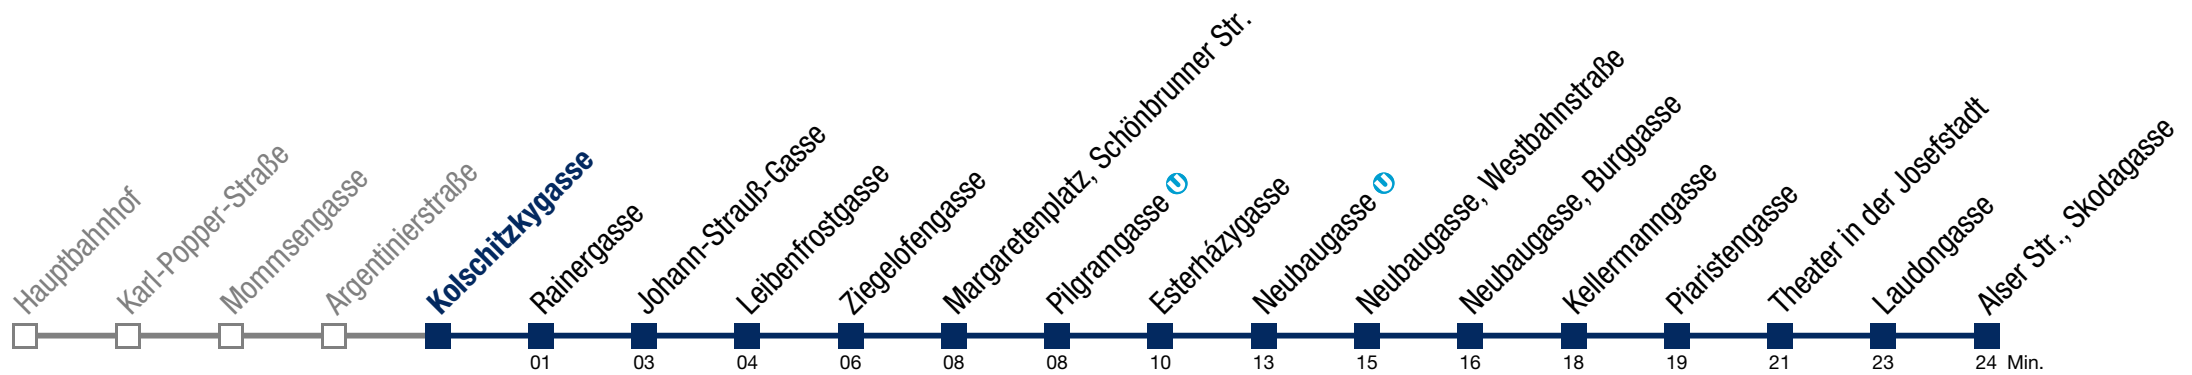 Hauptbahnhof
Karl-Popper-Straße
Mommsengasse
Argentinierstraße
Kolschitzkygasse
Rainergasse
Johann-Strauß-Gasse
Leibenfrostgasse
Ziegelofengasse
Margaretenplatz, Schönbrunner Str.
Pilgramgasse U
Esterházygasse
Neubaugasse U
Neubaugasse, Westbahnstraße
Neubaugasse, Burggasse
Kellermanngasse
Piaristengasse
Theater in der Josefstadt
Laudongasse
Alser Str., Skodagasse
01 03 04 06 08 08 10 13 15 16 18 19 21 23 24 Min.